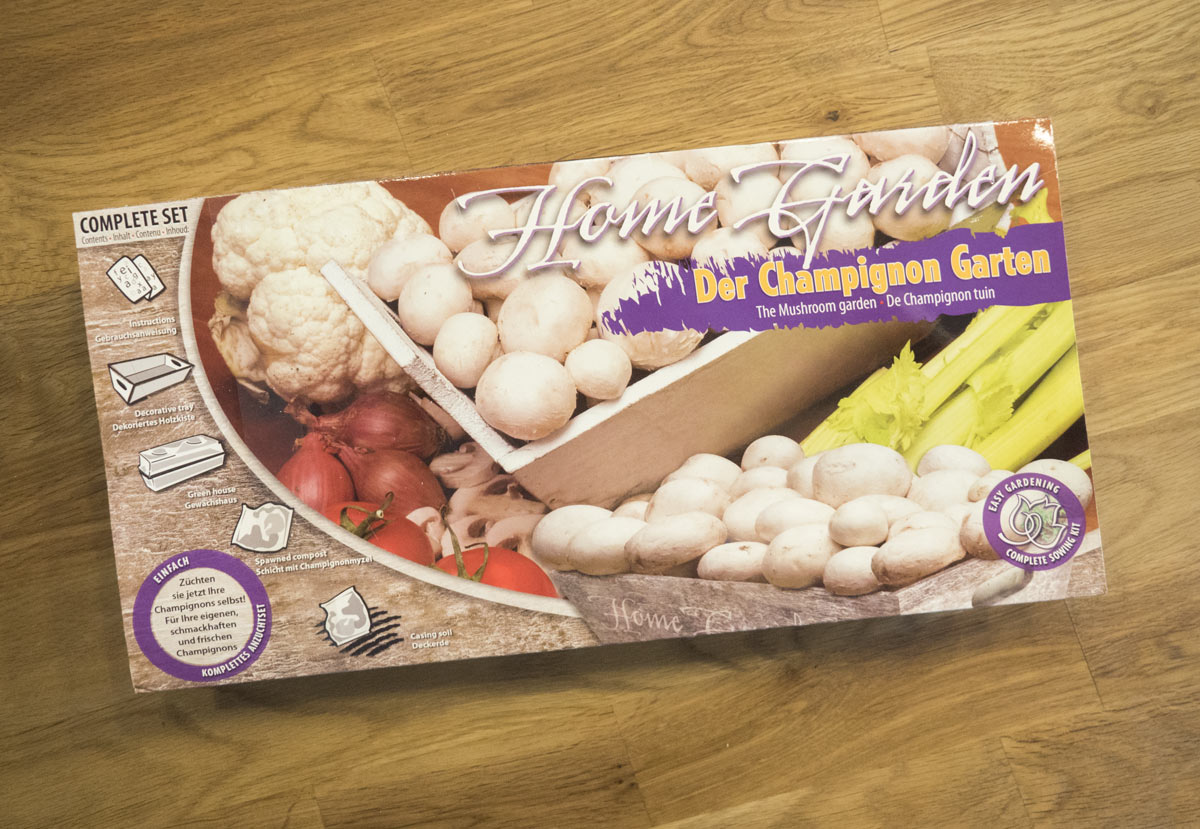 COMPLETE SET
Contents • Inhalt • Contenu • Inhoud:
Instructions
Gebrauchsanweisung
Decorative tray
Dekoriertes Holzkiste
Green house
Gewächshaus
Spawned compost
Schicht mit Championmyzel
Casing soil
Deckerde
EINFACH
Züchten
sie jetzt Ihre
Champignons selbst!
Für Ihre eigenen,
schmackhaften
und frischen
Champignons
KOMPLETTES ANZUCHTSET
Home Garden
Der Champignon Garten
The Mushroom garden • De Champignon tuin
EASY GARDENING
COMPLETE SOWING KIT
Home